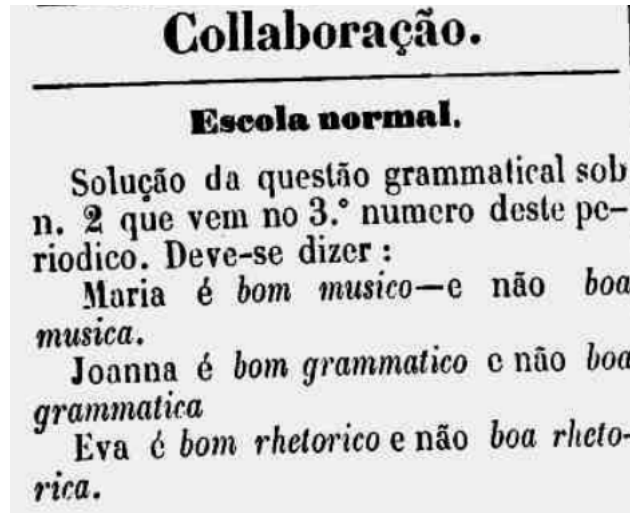 Collaboração.
Escola normal.
Solução da questão grammatical sob
n. 2 que vem no 3.º numero deste pe-
riodico. Deve-se dizer :
Maria é bom musico—e não boa
musica.
Joanna é bom grammatico e não boa
grammatica
Eva é bom rhetorico e não boa rheto-
rica.